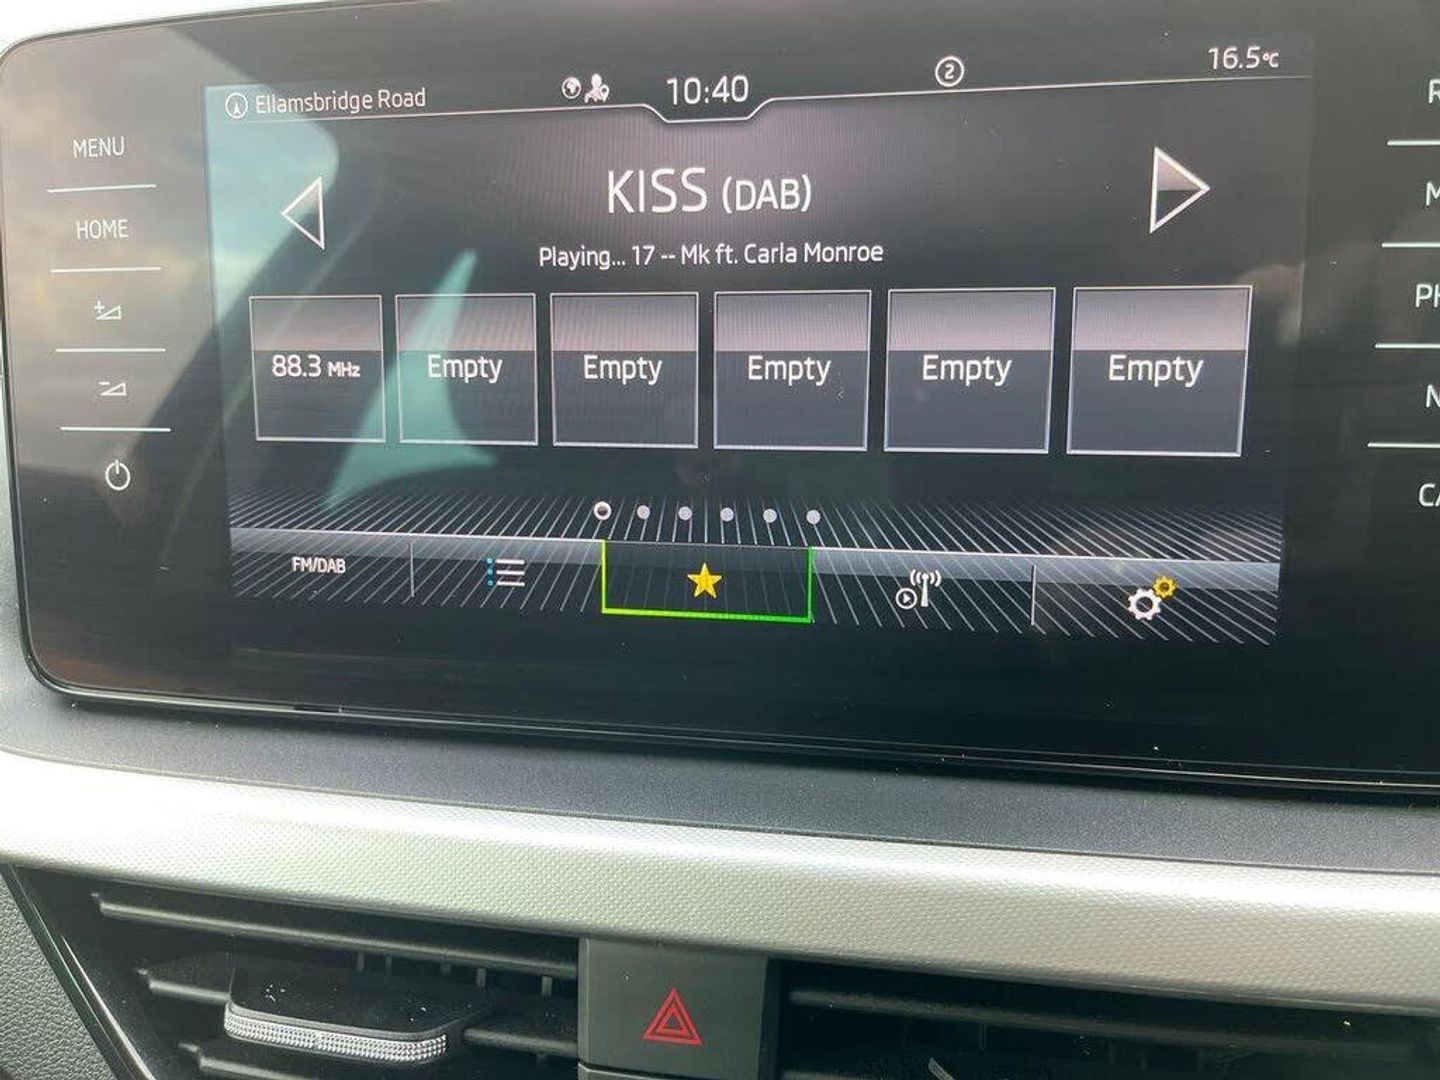 Ellamsbridge Road
10:40
2
16.5°C
MENU
HOME
KISS (DAB)
Playing... 17 -- Mk ft. Carla Monroe
88.3 MHz
Empty
Empty
Empty
Empty
Empty
FM/DAB